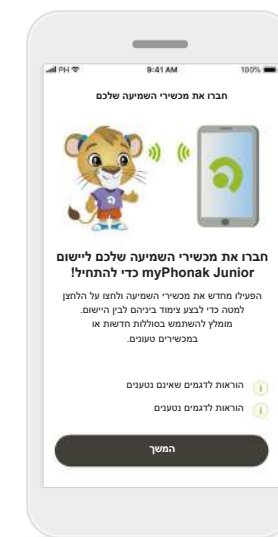 PH 9:41 AM 100%
חברו את מכשירי השמיעה שלכם
חברו את מכשירי השמיעה שלכם ליישום
myPhonak Junior כדי להתחיל!
הפעילו מחדש את מכשירי השמיעה ולחצו על הלחצן
למטה כדי לבצע צימוד ביניהם לבין היישום.
מומלץ להשתמש בסוללות חדשות או
במכשירים טעונים.
הוראות לדגמים שאינם נטענים
הוראות לדגמים נטענים
המשך